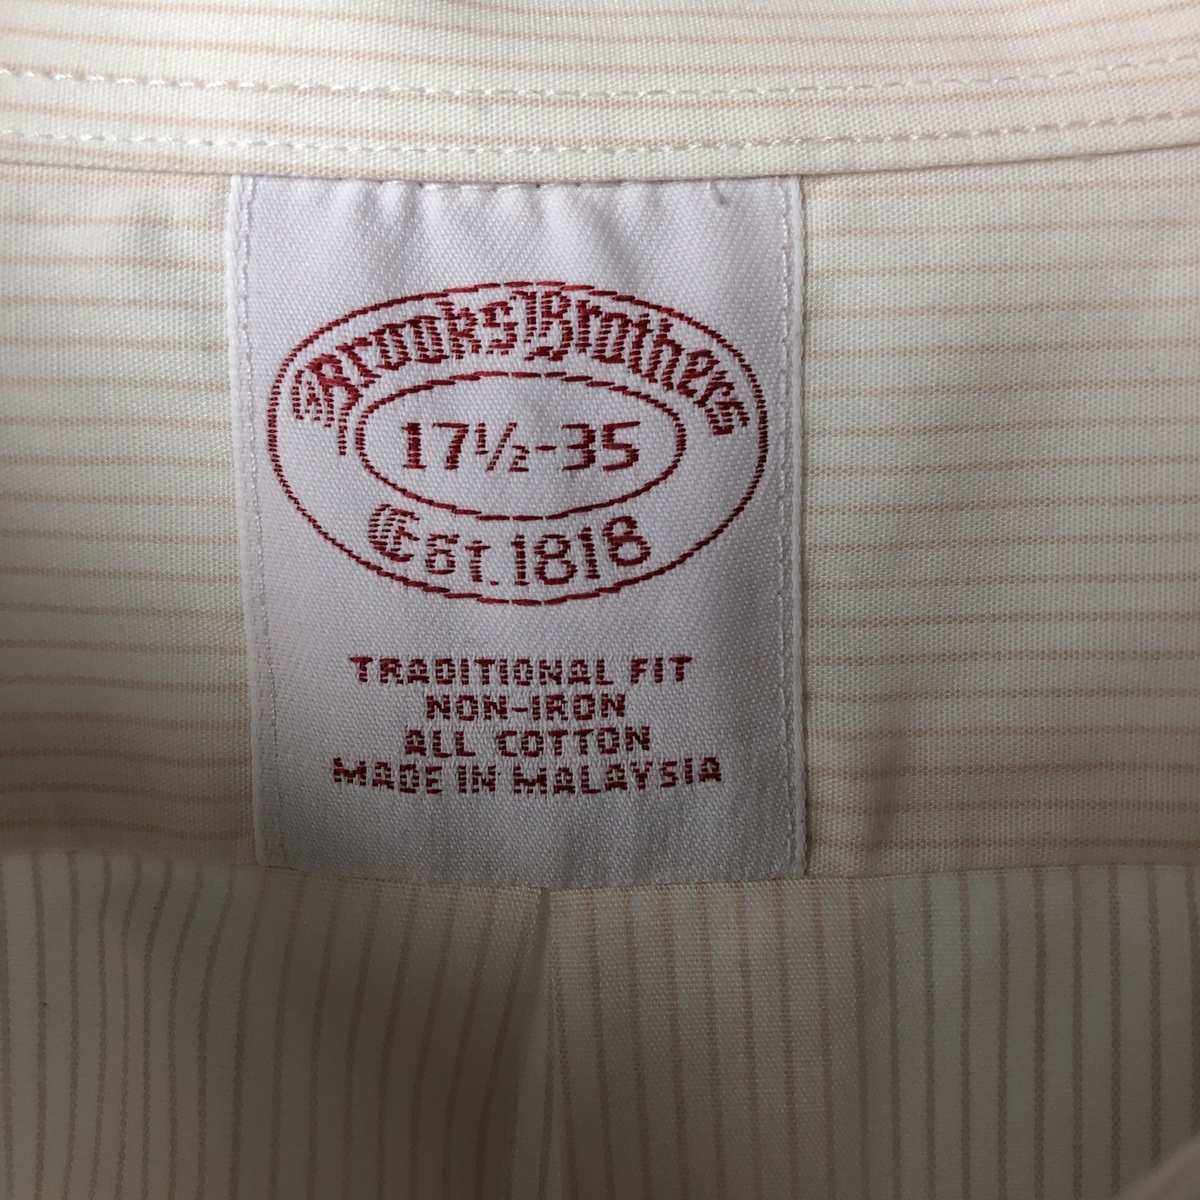 Brooks Brothers
17½-35
Est. 1818
TRADITIONAL FIT
NON-IRON
ALL COTTON
MADE IN MALAYSIA